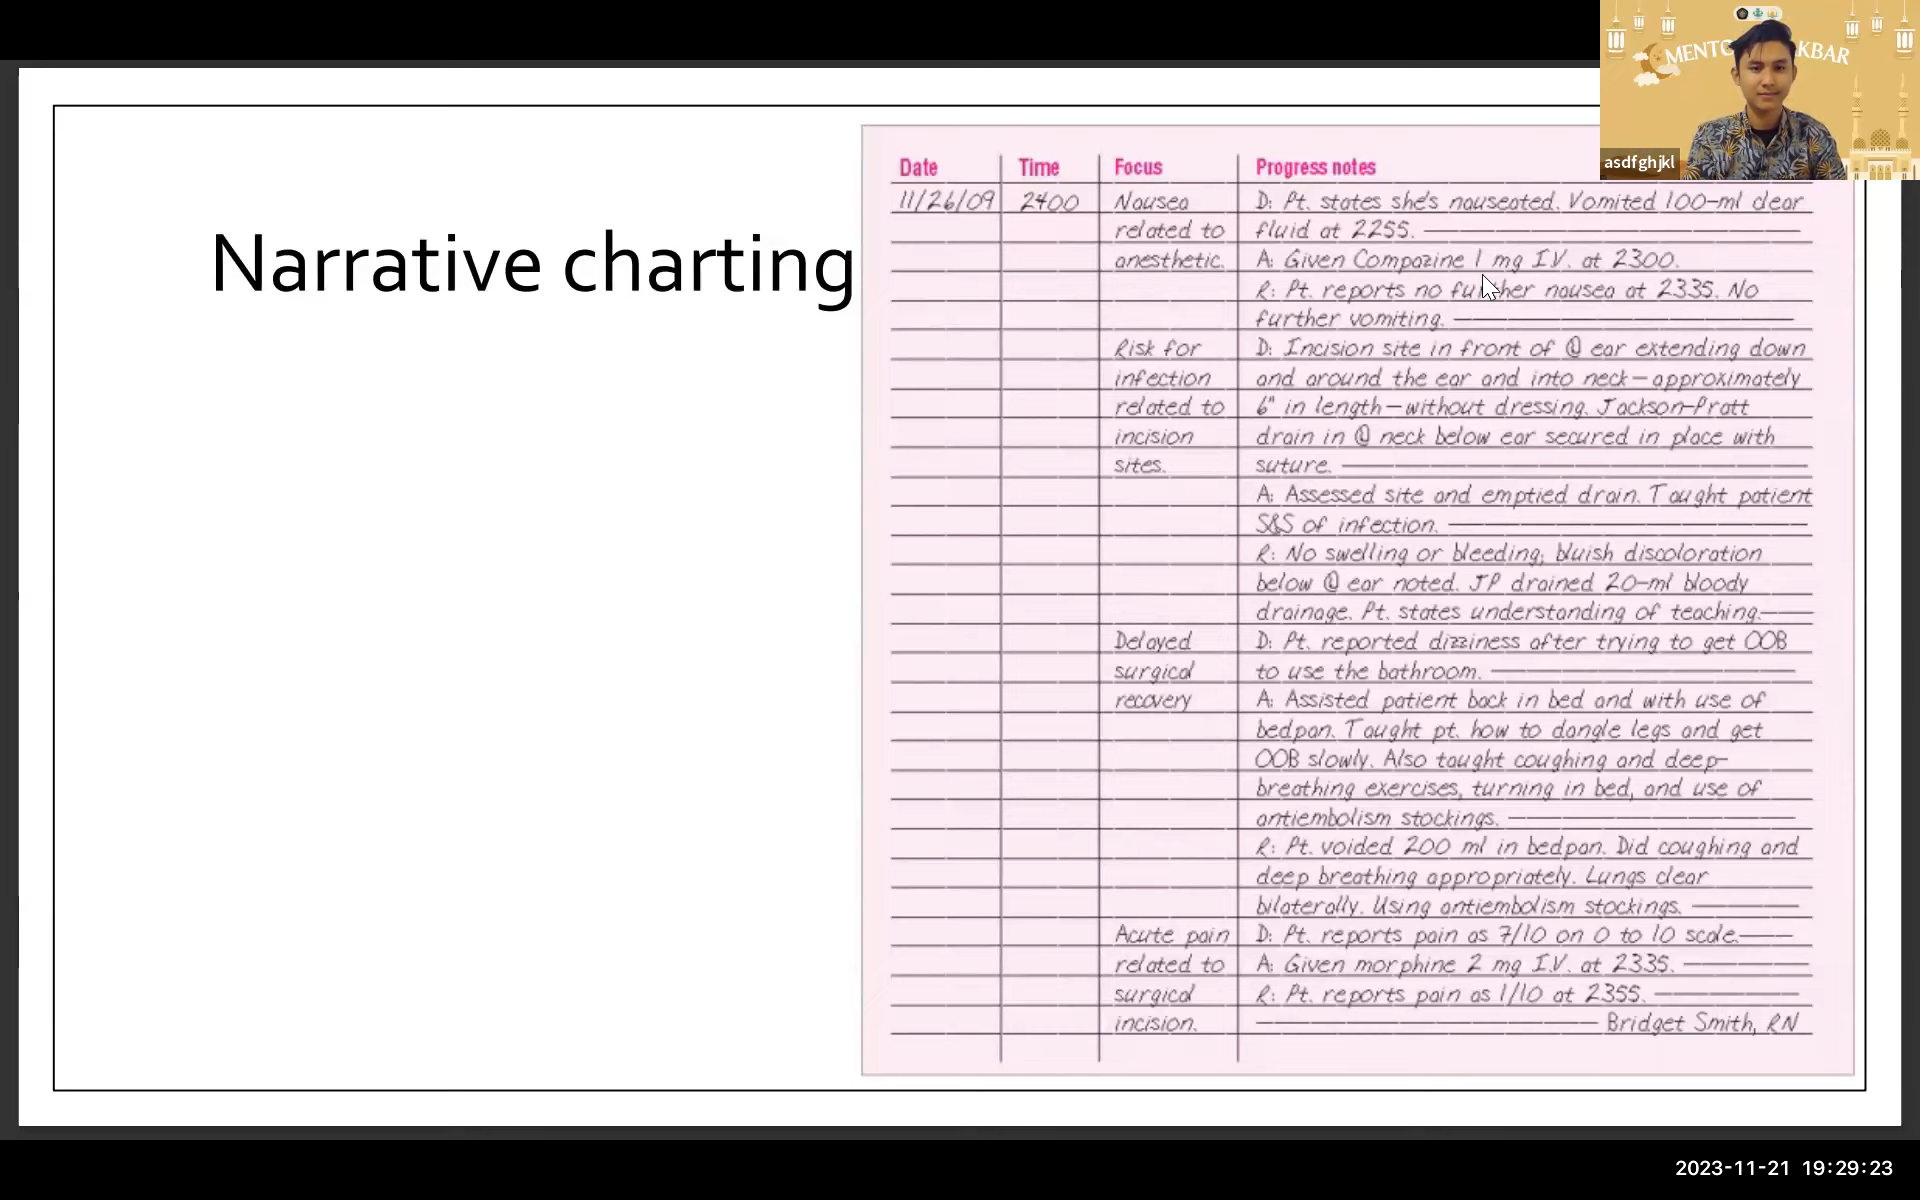 MENTO KBAR
asdfghjkl
Narrative charting
Date Time Focus Progress notes
11/26/09 2400 Nausea D: Pt. states she's nauseated. Vomited 100-ml clear
related to fluid at 2255.
anesthetic. A: Given Compazine 1 mg I.V. at 2300.
R: Pt. reports no further nausea at 2335. No
further vomiting.
Risk for D: Incision site in front of Ⓛ ear extending down
infection and around the ear and into neck—approximately
related to 6" in length—without dressing. Jackson-Pratt
incision drain in Ⓛ neck below ear secured in place with
sites. suture.
A: Assessed site and emptied drain. Taught patient
S&S of infection.
R: No swelling or bleeding; bluish discoloration
below Ⓛ ear noted. JP drained 20-ml bloody
drainage. Pt. states understanding of teaching.
Delayed D: Pt. reported dizziness after trying to get OOB
surgical to use the bathroom.
recovery A: Assisted patient back in bed and with use of
bedpan. Taught pt. how to dangle legs and get
OOB slowly. Also taught coughing and deep-
breathing exercises, turning in bed, and use of
antiembolism stockings.
R: Pt. voided 200 ml in bedpan. Did coughing and
deep breathing appropriately. Lungs clear
bilaterally. Using antiembolism stockings.
Acute pain D: Pt. reports pain as 7/10 on 0 to 10 scale.
related to A: Given morphine 2 mg I.V. at 2335.
surgical R: Pt. reports pain as 1/10 at 2355.
incision. Bridget Smith, RN
2023-11-21 19:29:23